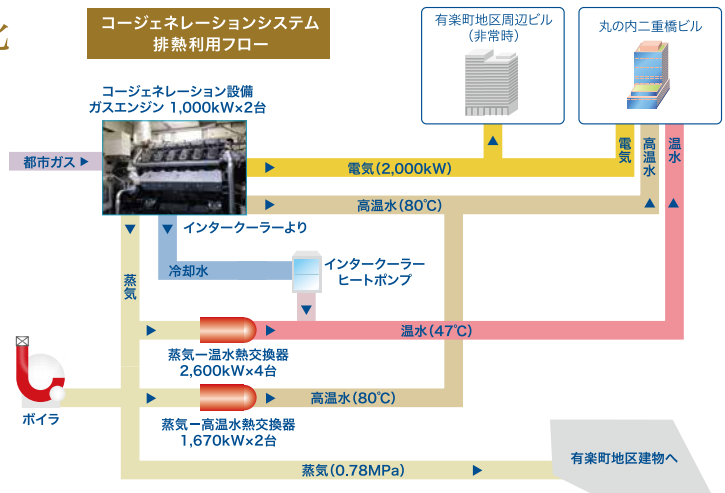 化
コージェネレーションシステム
排熱利用フロー
有楽町地区周辺ビル
（非常時）
丸の内二重橋ビル
コージェネレーション設備
ガスエンジン 1,000kW×2台
都市ガス
電気（2,000kW）
電気
高温水
温水
高温水（80℃）
インタークーラーより
冷却水
インタークーラー
ヒートポンプ
蒸気
温水（47℃）
蒸気ー温水熱交換器
2,600kW×4台
ボイラ
高温水（80℃）
蒸気ー高温水熱交換器
1,670kW×2台
蒸気（0.78MPa）
有楽町地区建物へ